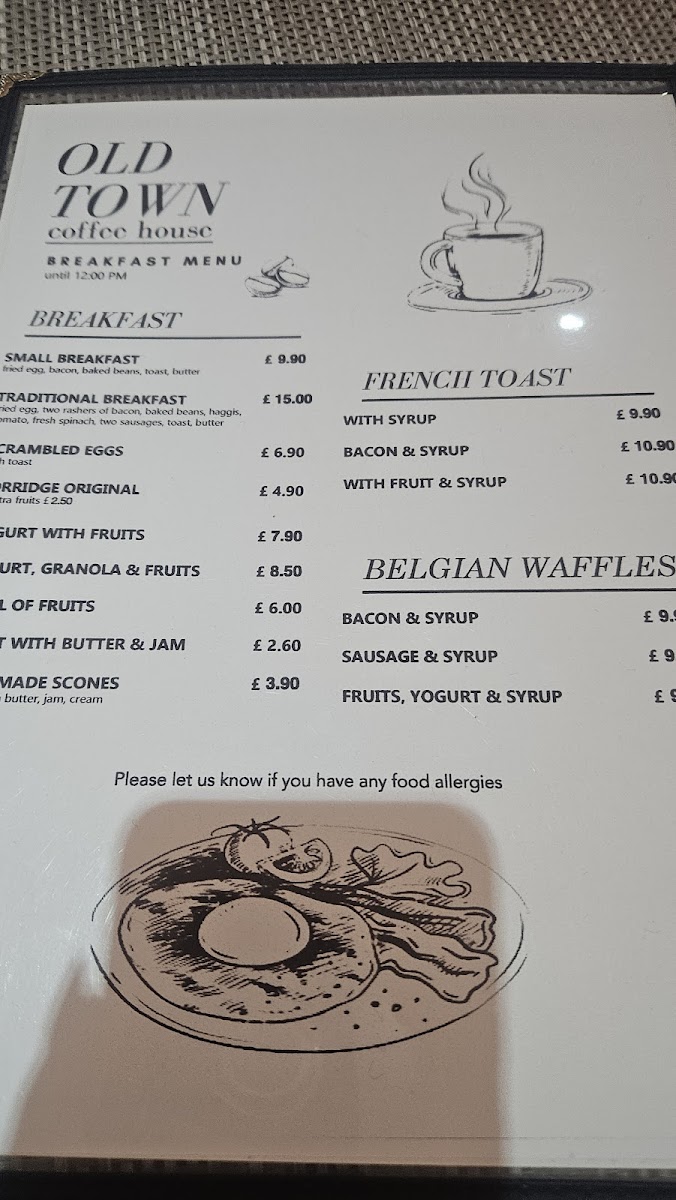 OLD
TOWN
coffee house
BREAKFAST MENU
until 12:00 PM
BREAKFAST
SMALL BREAKFAST £ 9.90
fried egg, bacon, baked beans, toast, butter
TRADITIONAL BREAKFAST £ 15.00
ried egg, two rashers of bacon, baked beans, haggis,
omato, fresh spinach, two sausages, toast, butter
CRAMBLED EGGS £ 6.90
h toast
ORRIDGE ORIGINAL £ 4.90
tra fruits £ 2.50
GURT WITH FRUITS £ 7.90
URT, GRANOLA & FRUITS £ 8.50
L OF FRUITS £ 6.00
T WITH BUTTER & JAM £ 2.60
MADE SCONES £ 3.90
butter, jam, cream
FRENCH TOAST
WITH SYRUP £ 9.90
BACON & SYRUP £ 10.90
WITH FRUIT & SYRUP £ 10.90
BELGIAN WAFFLES
BACON & SYRUP £ 9.9
SAUSAGE & SYRUP £ 9
FRUITS, YOGURT & SYRUP £ 9
Please let us know if you have any food allergies